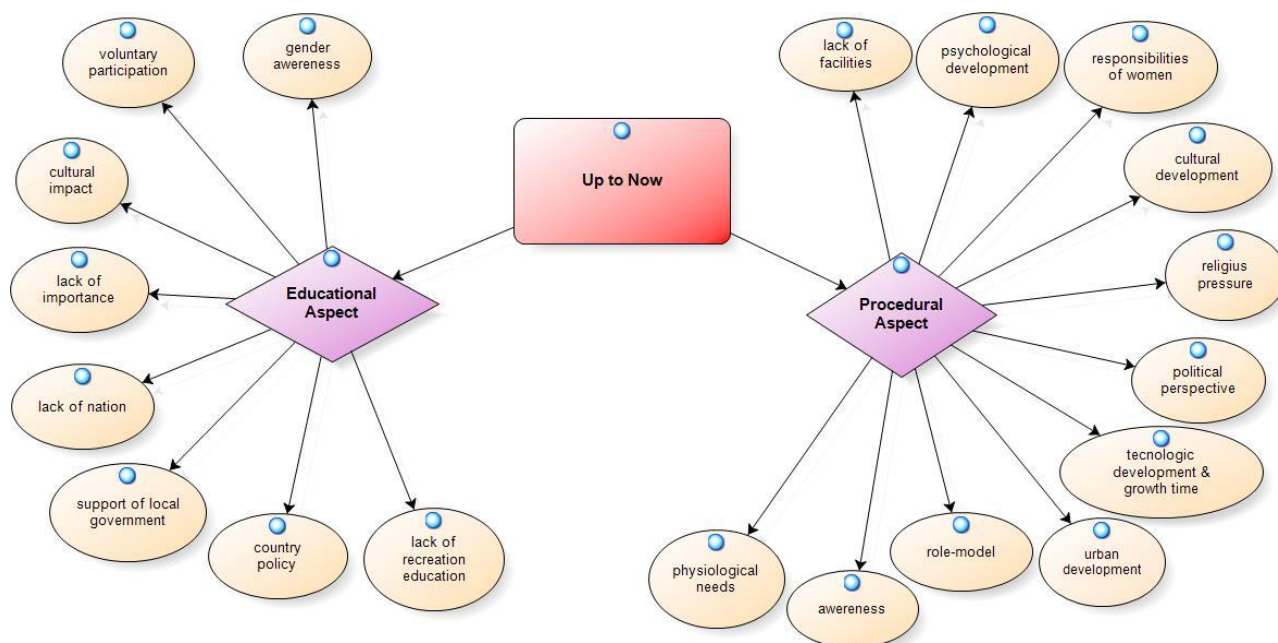 voluntary
participation
gender
awereness
lack of
facilities
psychological
development
responsibilities
of women
cultural
impact
Up to Now
cultural
development
lack of
importance
Educational
Aspect
Procedural
Aspect
religius
pressure
lack of nation
political
perspective
support of local
government
country
policy
lack of
recreation
education
tecnologic
development &
growth time
physiological
needs
awereness
role-model
urban
development